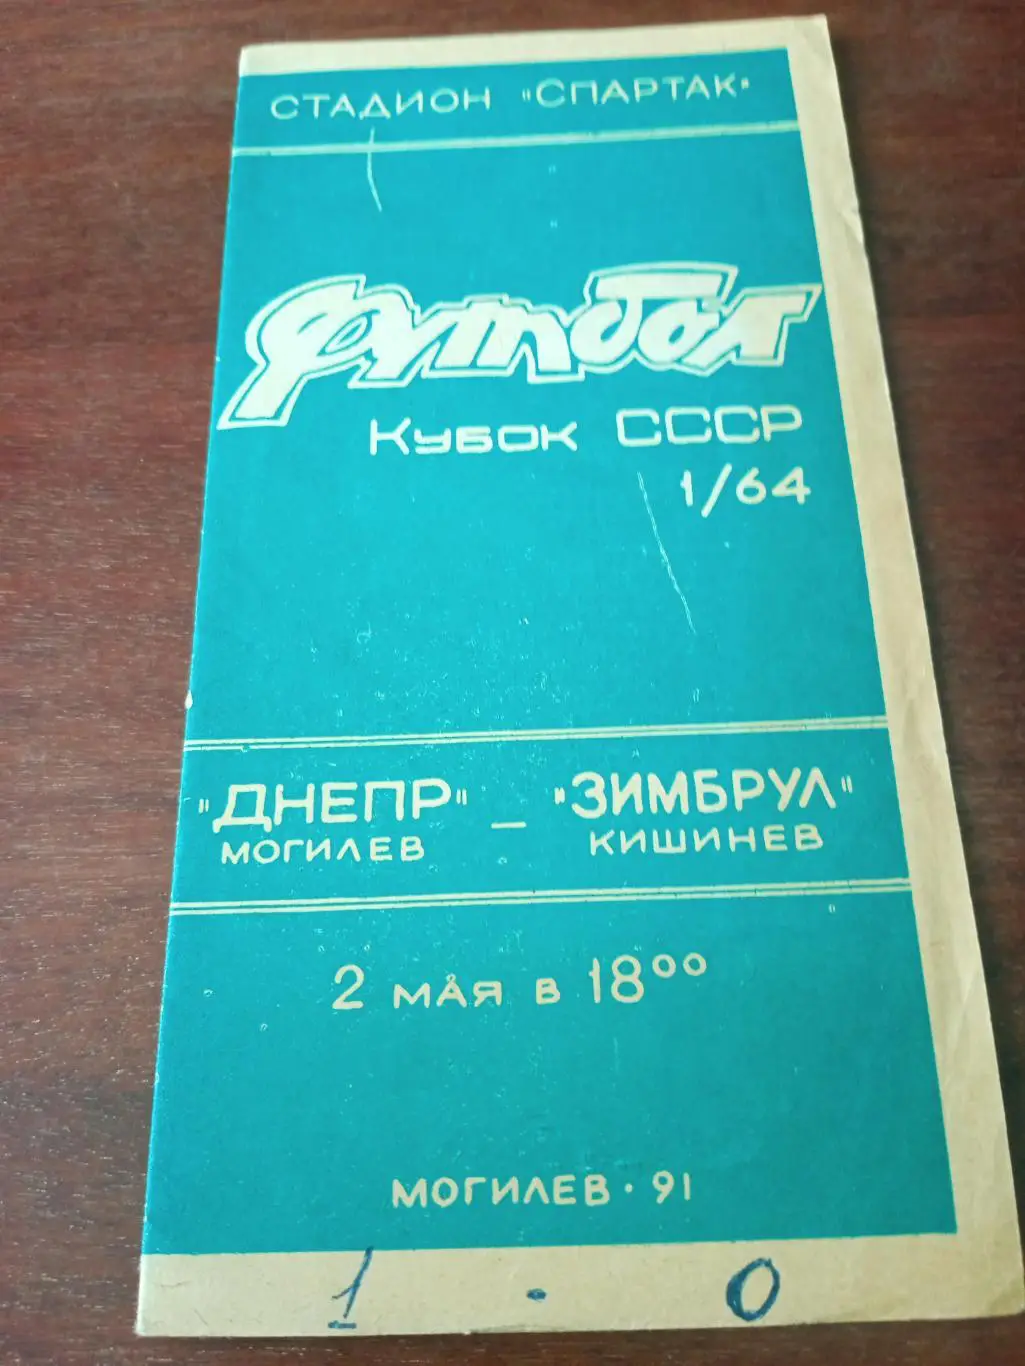 СТАДИОН "СПАРТАК"
Футбол
Кубок СССР
1/64
"ДНЕПР" – "ЗИМБРУЛ"
МОГИЛЕВ КИШИНЕВ
2 МАЯ В 18⁰⁰
МОГИЛЕВ · 91
1 - 0